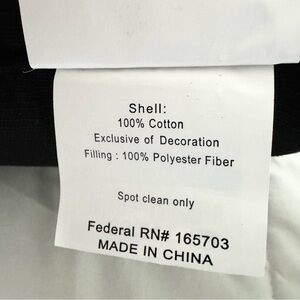 Shell:
100% Cotton
Exclusive of Decoration
Filling : 100% Polyester Fiber
Spot clean only
Federal RN# 165703
MADE IN CHINA